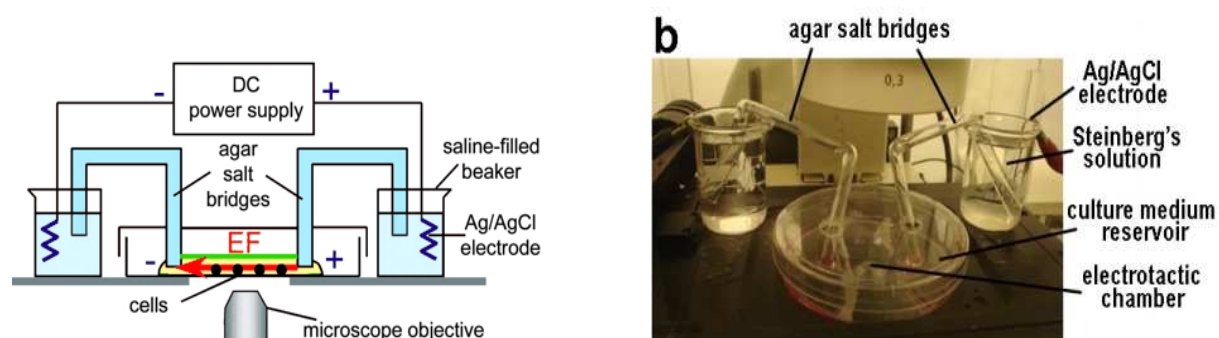 -
DC
power supply
+
agar
salt
bridges
saline-filled
beaker
Ag/AgCl
electrode
EF
-
+
cells
microscope objective
b
agar salt bridges
0,3
Ag/AgCl
electrode
Steinberg's
solution
culture medium
reservoir
electrotactic
chamber